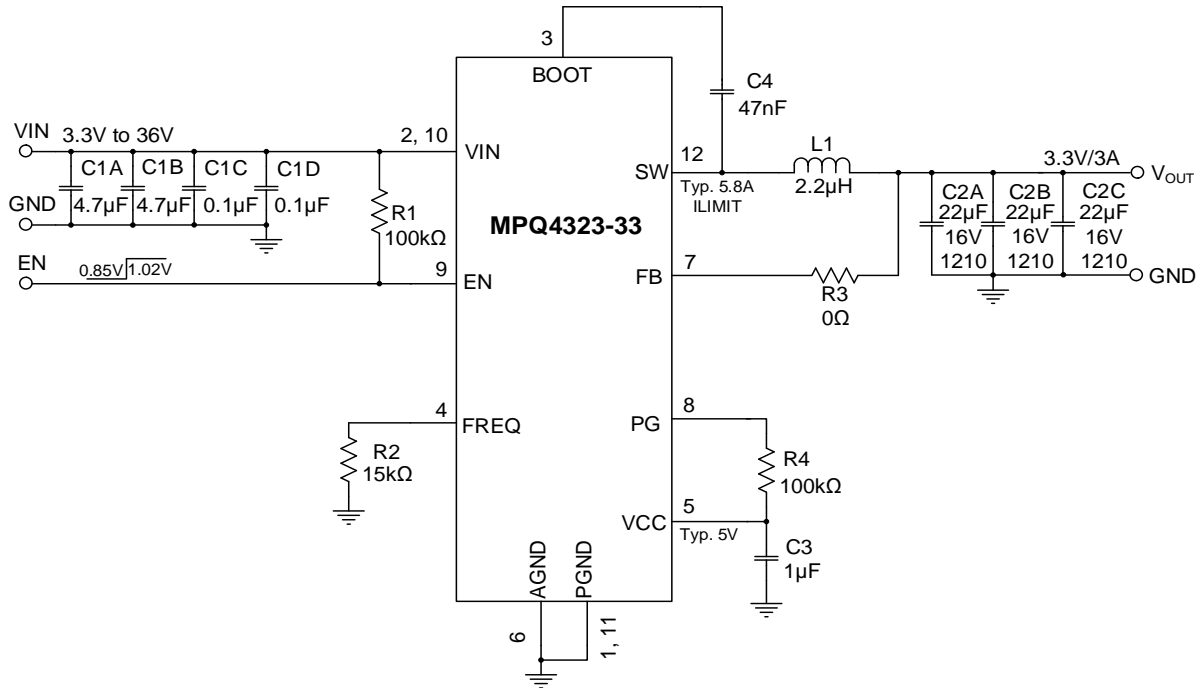 3
BOOT
C4
47nF
VIN
3.3V to 36V
2, 10
VIN
C1A
C1B
C1C
C1D
4.7µF
4.7µF
0.1µF
0.1µF
GND
R1
100kΩ
EN
0.85V
1.02V
9
EN
MPQ4323-33
SW
12
Typ. 5.8A
ILIMIT
L1
2.2µH
3.3V/3A
VOUT
C2A
C2B
C2C
22µF
22µF
22µF
16V
16V
16V
1210
1210
1210
GND
FB
7
R3
0Ω
4
FREQ
R2
15kΩ
PG
8
R4
100kΩ
VCC
5
Typ. 5V
C3
1µF
AGND
PGND
6
1, 11